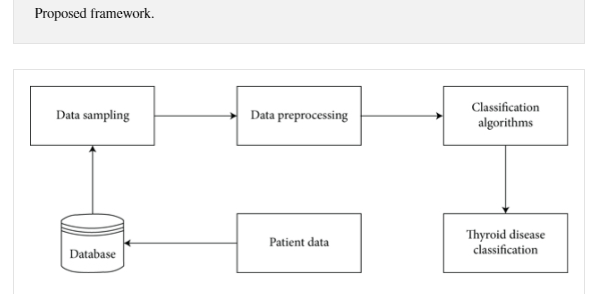 Proposed framework.
Data sampling
Data preprocessing
Classification
algorithms
Database
Patient data
Thyroid disease
classification